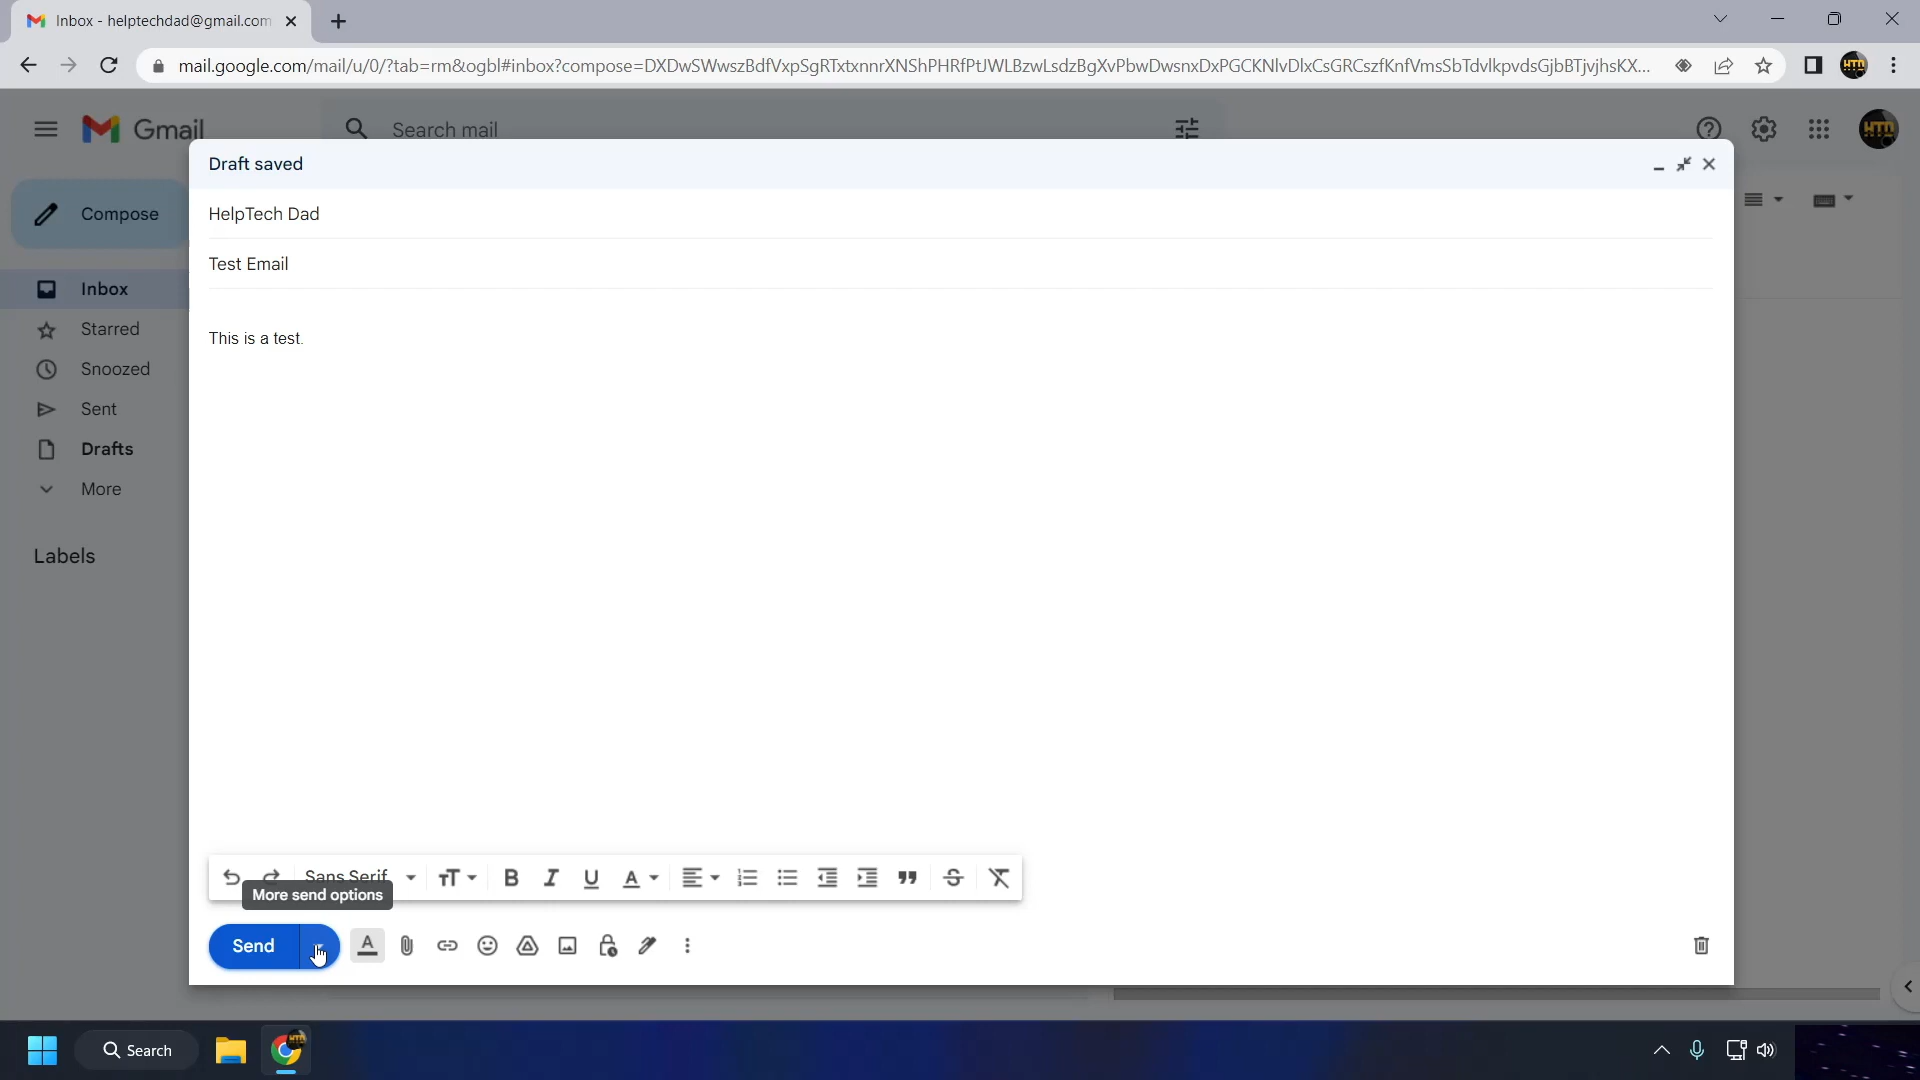 Inbox - helptechdad@gmail.com
mail.google.com/mail/u/0/?tab=rm&ogbl#inbox?compose=
Gmail
Search mail
Draft saved
Compose
HelpTech Dad
Test Email
Inbox
Starred
This is a test.
Snoozed
Sent
Drafts
More
Labels
Sans Serif
More send options
Send
Search